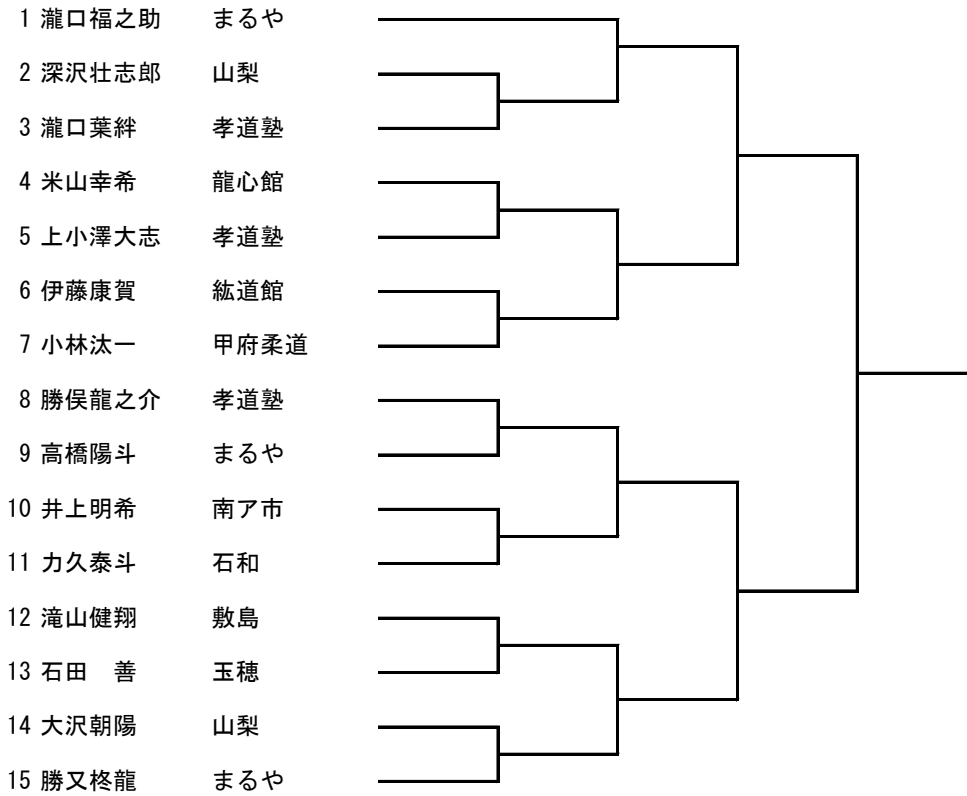 1 瀧口福之助 まるや
2 深沢壮志郎 山梨
3 瀧口葉絆 孝道塾
4 米山幸希 龍心館
5 上小澤大志 孝道塾
6 伊藤康賀 紘道館
7 小林汰一 甲府柔道
8 勝俣龍之介 孝道塾
9 高橋陽斗 まるや
10 井上明希 南ア市
11 力久泰斗 石和
12 滝山健翔 敷島
13 石田　善 玉穂
14 大沢朝陽 山梨
15 勝又柊龍 まるや